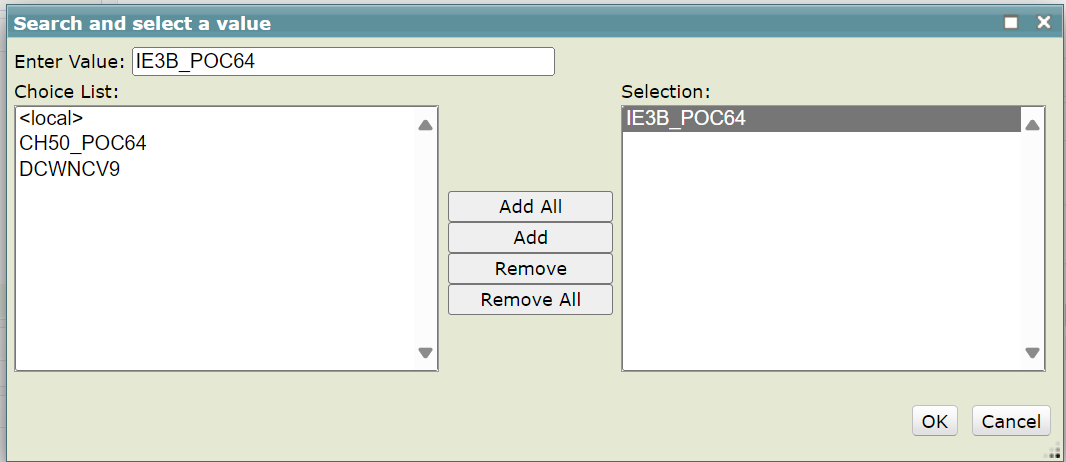 Search and select a value
Enter Value: IE3B_POC64
Choice List:
<local>
CH50_POC64
DCWNCV9
Add All
Add
Remove
Remove All
Selection:
IE3B_POC64
OK
Cancel